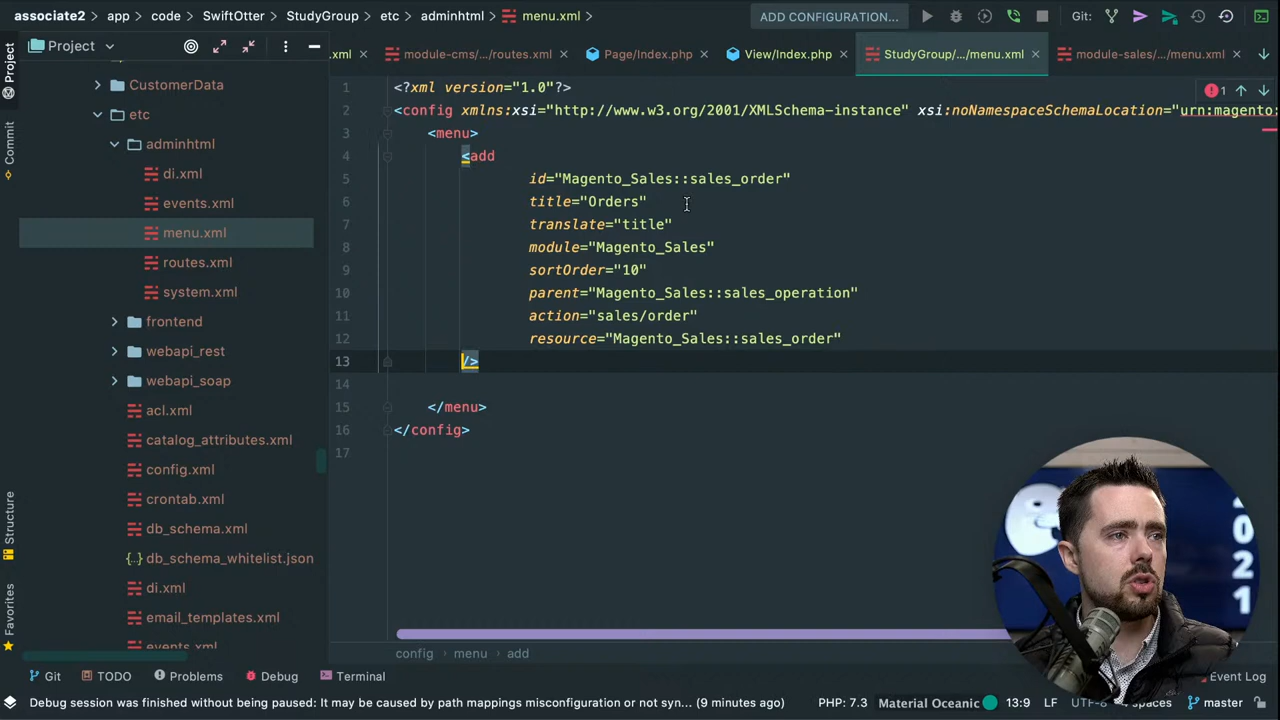 associate2 > app > code > SwiftOtter > StudyGroup > etc > adminhtml > menu.xml >
ADD CONFIGURATION...
Git:
Project
.xml
module-cms/.../routes.xml
Page/Index.php
View/Index.php
StudyGroup/.../menu.xml
module-sales/.../menu.xml
CustomerData
etc
adminhtml
di.xml
events.xml
menu.xml
routes.xml
system.xml
frontend
webapi_rest
webapi_soap
acl.xml
catalog_attributes.xml
config.xml
crontab.xml
db_schema.xml
db_schema_whitelist.json
di.xml
email_templates.xml
events.xml
Project
Commit
Structure
Favorites
1 <?xml version="1.0"?>
2 <config xmlns:xsi="http://www.w3.org/2001/XMLSchema-instance" xsi:noNamespaceSchemaLocation="urn:magento:
3 <menu>
4 <add
5 id="Magento_Sales::sales_order"
6 title="Orders"
7 translate="title"
8 module="Magento_Sales"
9 sortOrder="10"
10 parent="Magento_Sales::sales_operation"
11 action="sales/order"
12 resource="Magento_Sales::sales_order"
13 />
14
15 </menu>
16 </config>
17
1
2
0
2
1
config > menu > add
Git
TODO
Problems
Debug
Terminal
Event Log
Debug session was finished without being paused: It may be caused by path mappings misconfiguration or not syn... (9 minutes ago)
PHP: 7.3
Material Oceanic
13:9
LF
UTF-8
4 spaces
master